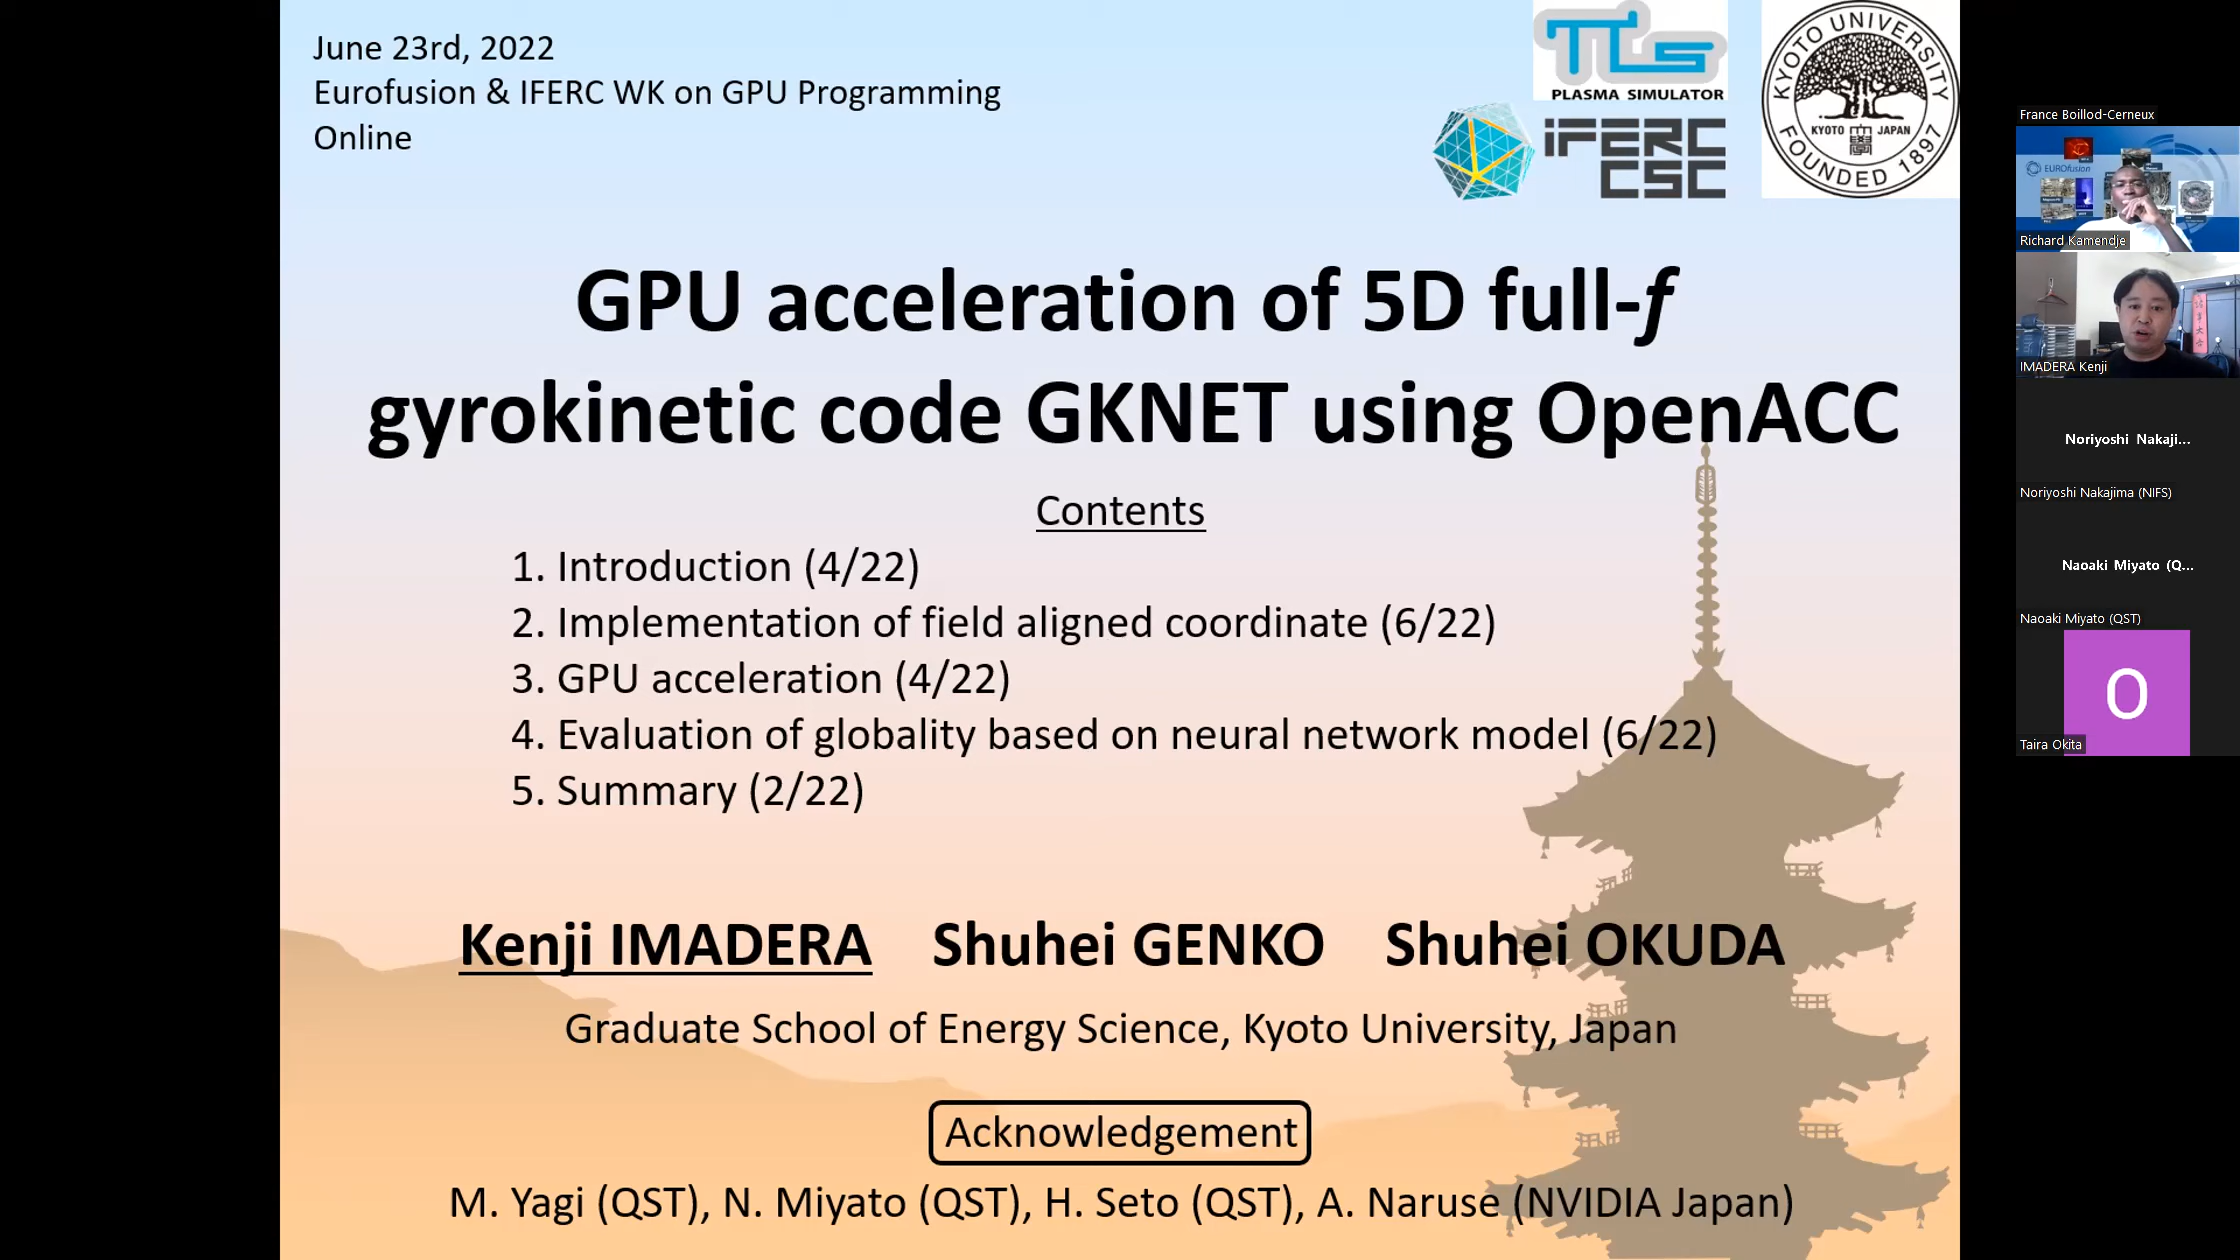 June 23rd, 2022
Eurofusion & IFERC WK on GPU Programming
Online
PLASMA SIMULATOR
iFERC
CSC
KYOTO UNIVERSITY
KYOTO JAPAN
FOUNDED 1897
GPU acceleration of 5D full-f
gyrokinetic code GKNET using OpenACC
Contents
1. Introduction (4/22)
2. Implementation of field aligned coordinate (6/22)
3. GPU acceleration (4/22)
4. Evaluation of globality based on neural network model (6/22)
5. Summary (2/22)
Kenji IMADERA Shuhei GENKO Shuhei OKUDA
Graduate School of Energy Science, Kyoto University, Japan
Acknowledgement
M. Yagi (QST), N. Miyato (QST), H. Seto (QST), A. Naruse (NVIDIA Japan)
France Boillod-Cerneux
EUROfusion
Richard Kamendje
IMADERA Kenji
Noriyoshi Nakaji...
Noriyoshi Nakajima (NIFS)
Naoaki Miyato (Q...
Naoaki Miyato (QST)
O
Taira Okita